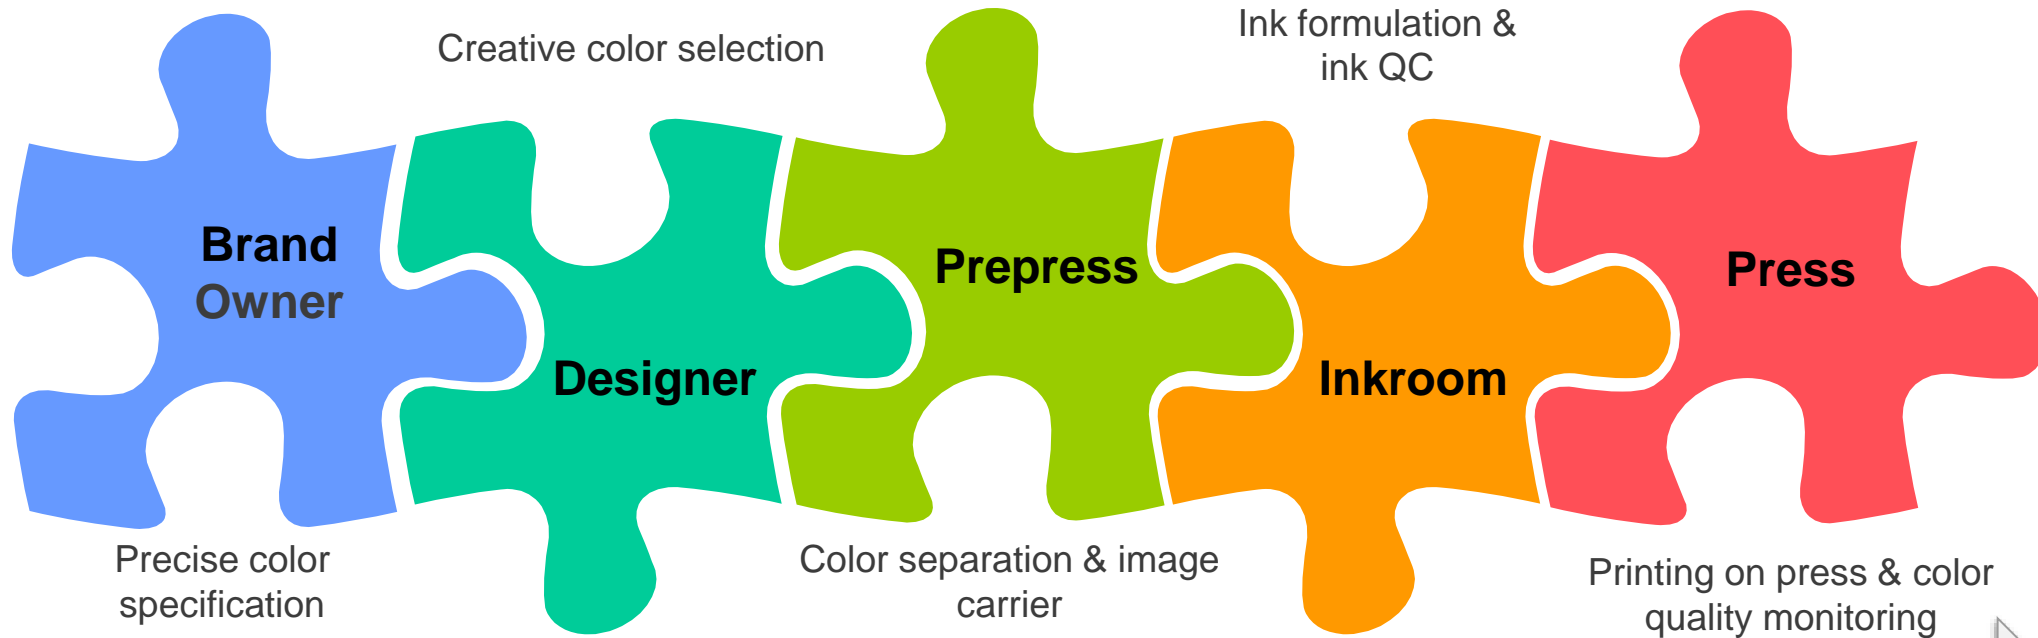 Creative color selection
Ink formulation &
ink QC
Brand
Owner
Designer
Prepress
Inkroom
Press
Precise color
specification
Color separation & image
carrier
Printing on press & color
quality monitoring